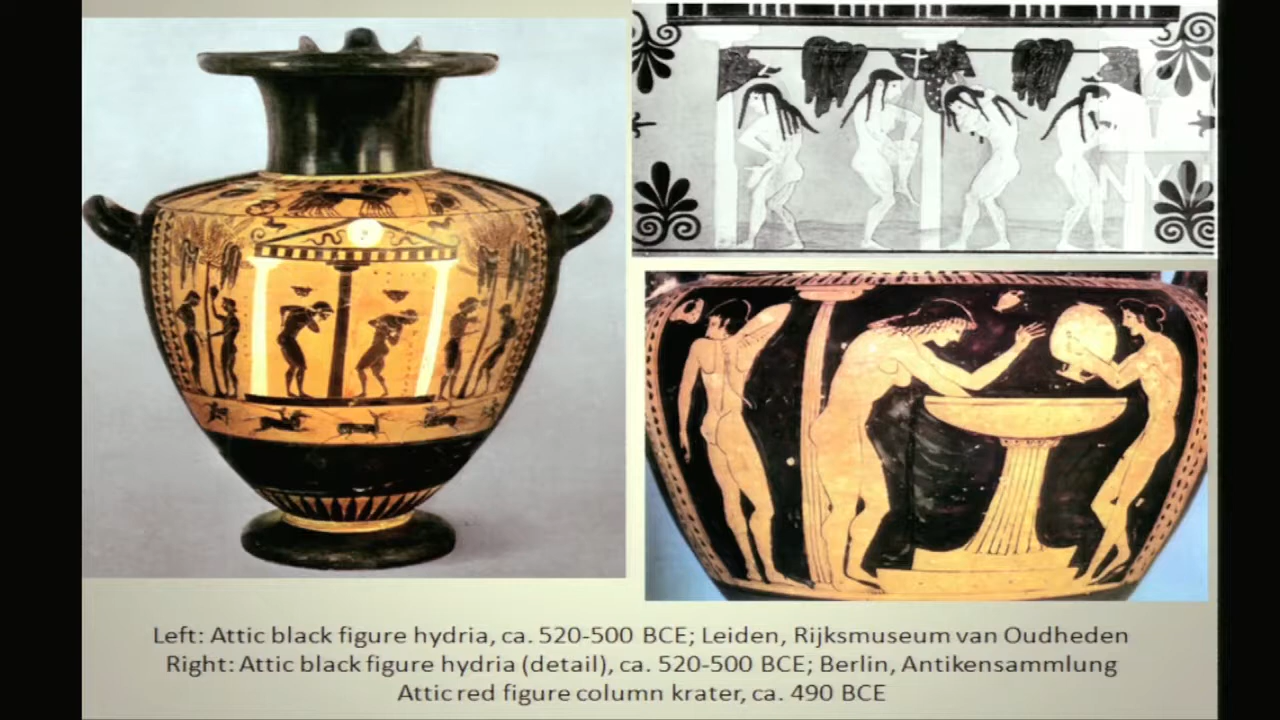 Left: Attic black figure hydria, ca. 520-500 BCE; Leiden, Rijksmuseum van Oudheden
Right: Attic black figure hydria (detail), ca. 520-500 BCE; Berlin, Antikensammlung
Attic red figure column krater, ca. 490 BCE